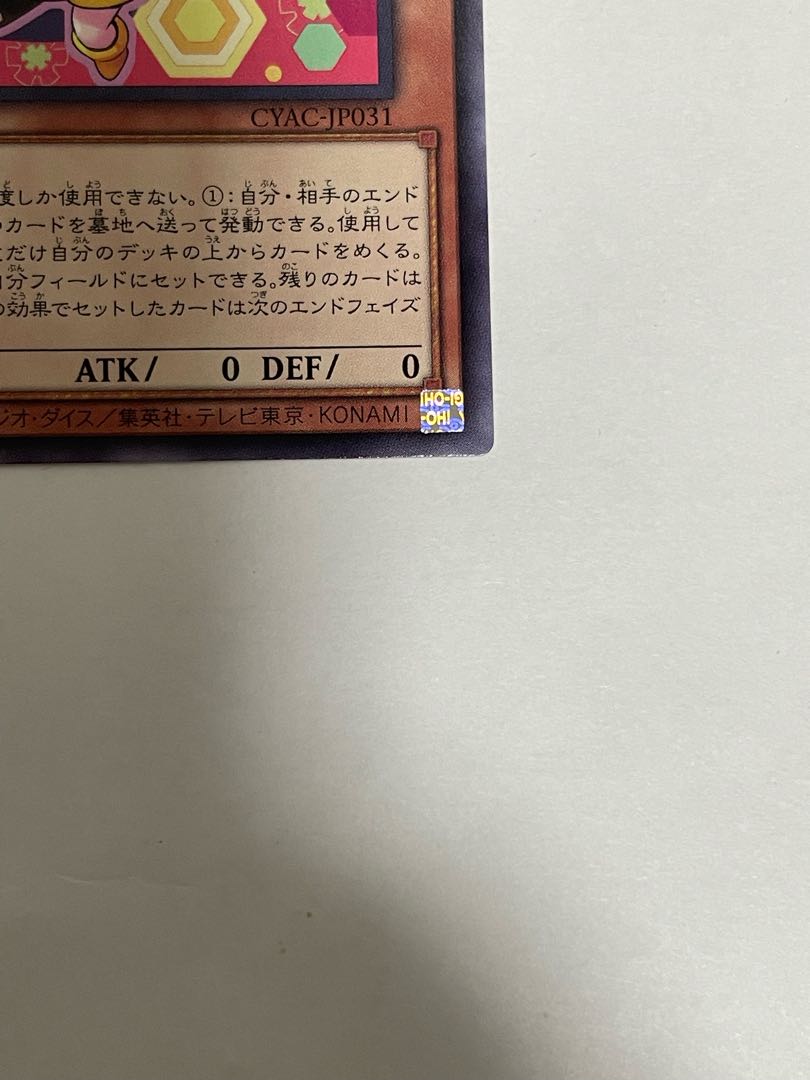 CYAC-JP031
度しか使用できない。①：自分・相手のエンド
のカードを墓地へ送って発動できる。使用して
だけ自分のデッキの上からカードをめくる。
自分フィールドにセットできる。残りのカードは
の効果でセットしたカードは次のエンドフェイズ
ATK/ 0 DEF/ 0
ジオ・ダイス／集英社・テレビ東京・KONAMI